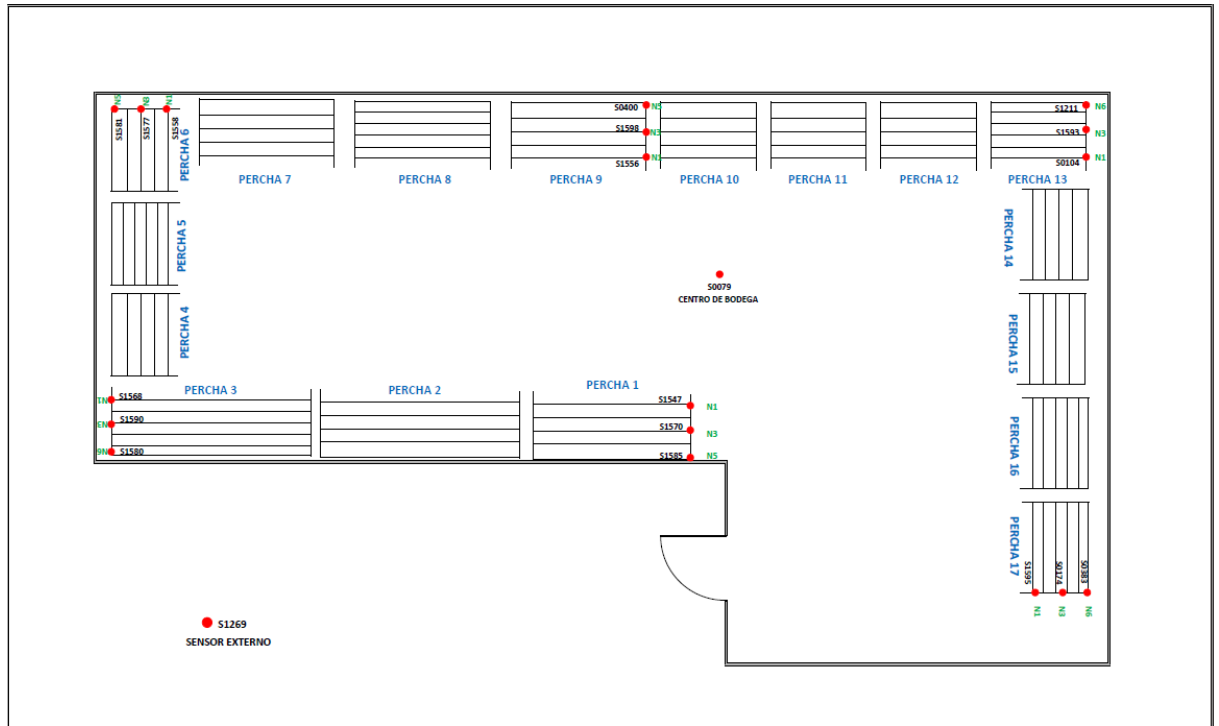 N5
N3
N1
S1581
S1577
S1558
PERCHA 6
PERCHA 7
PERCHA 8
S0400
N5
S1598
N3
S1556
N1
PERCHA 9
PERCHA 10
PERCHA 11
PERCHA 12
S1211
N6
S1593
N3
S0104
N1
PERCHA 13
PERCHA 5
PERCHA 14
S0079
CENTRO DE BODEGA
PERCHA 4
PERCHA 15
PERCHA 3
PERCHA 2
PERCHA 1
N1
S1568
N3
S1590
N6
S1580
S1547
N1
S1570
N3
S1585
N5
PERCHA 16
PERCHA 17
S1595
S0174
S0383
N1
N3
N6
S1269
SENSOR EXTERNO